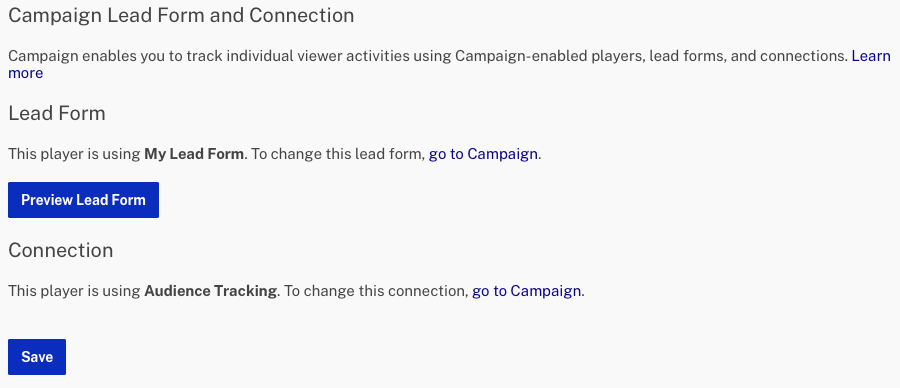 Campaign Lead Form and Connection
Campaign enables you to track individual viewer activities using Campaign-enabled players, lead forms, and connections. Learn
more
Lead Form
This player is using My Lead Form. To change this lead form, go to Campaign.
Preview Lead Form
Connection
This player is using Audience Tracking. To change this connection, go to Campaign.
Save